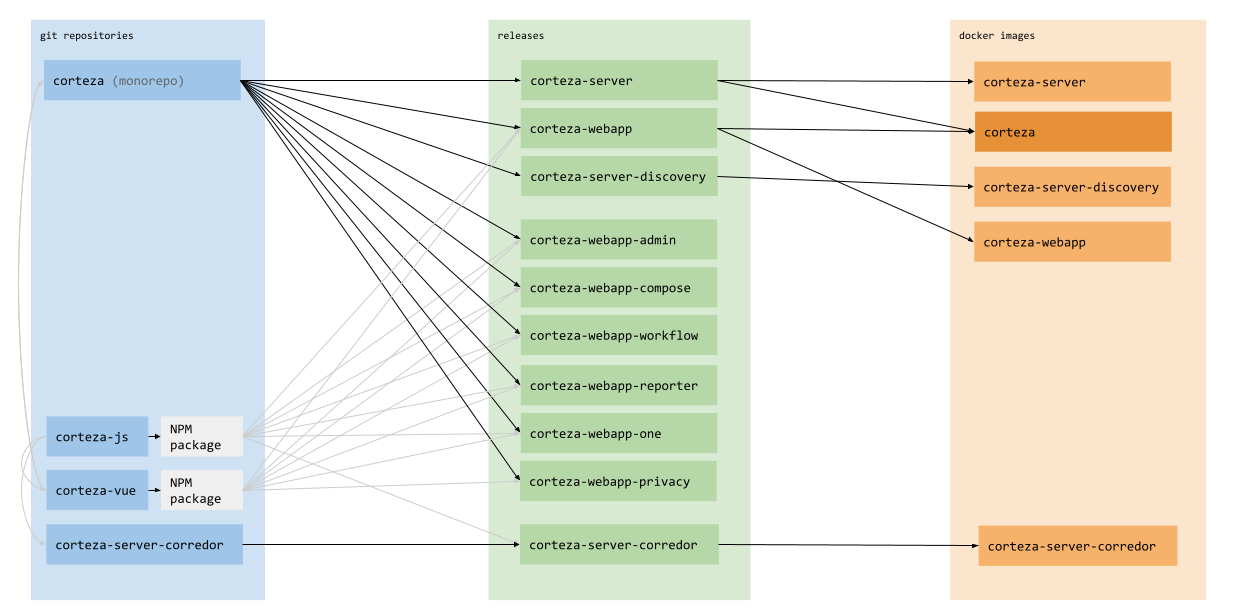 git repositories
corteza (monorepo)
corteza-js
NPM
package
corteza-vue
NPM
package
corteza-server-corredor
releases
corteza-server
corteza-webapp
corteza-server-discovery
corteza-webapp-admin
corteza-webapp-compose
corteza-webapp-workflow
corteza-webapp-reporter
corteza-webapp-one
corteza-webapp-privacy
corteza-server-corredor
docker images
corteza-server
corteza
corteza-server-discovery
corteza-webapp
corteza-server-corredor